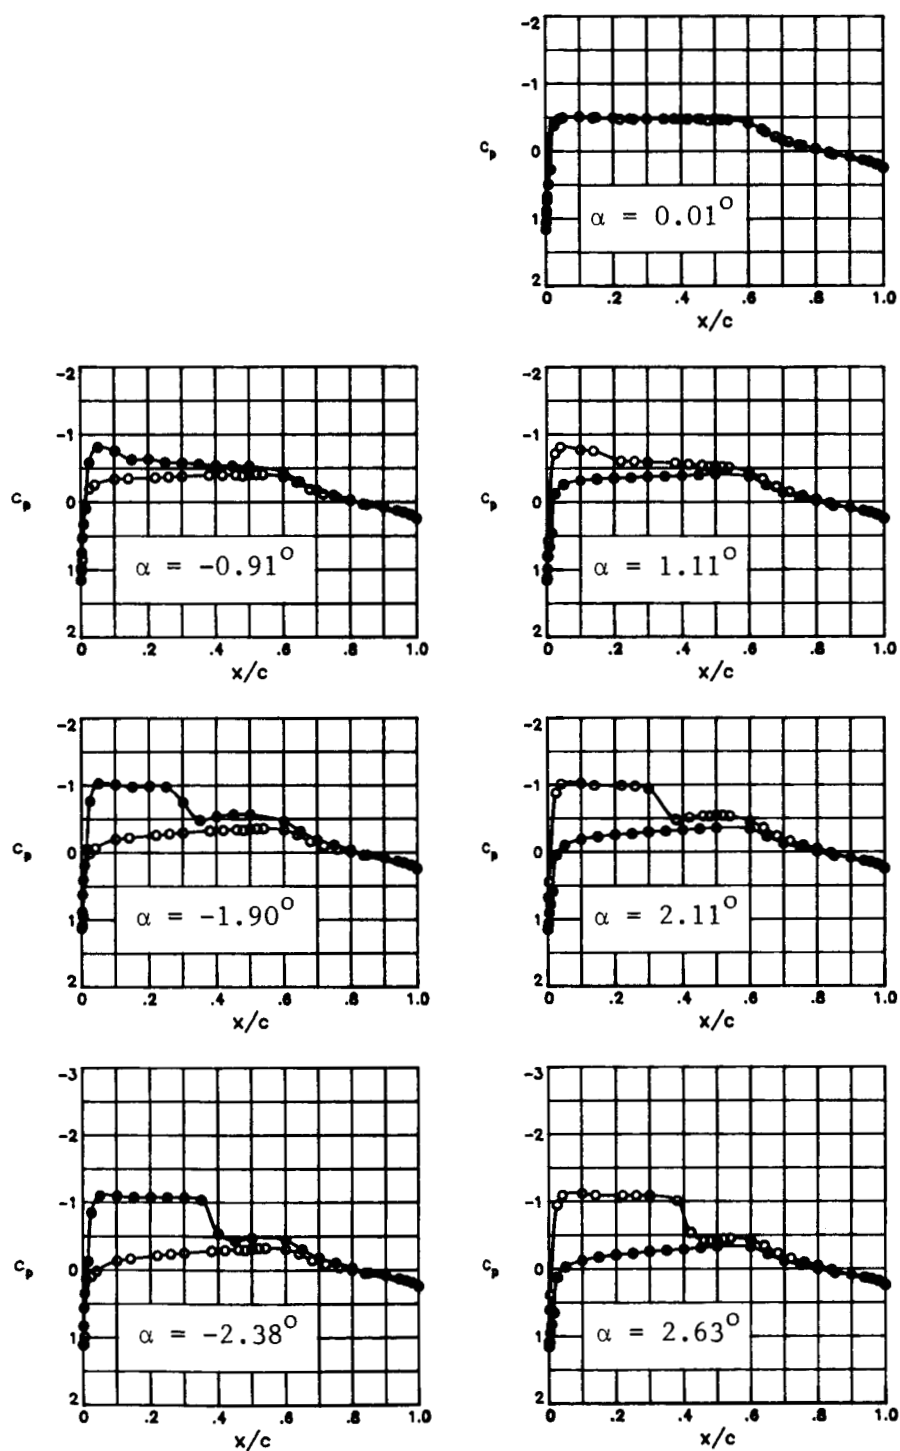 -2
-1
c_p
0
α = 0.01°
1
2
0 .2 .4 .6 .8 1.0
x/c
-2
-1
c_p
0
α = -0.91°
1
2
0 .2 .4 .6 .8 1.0
x/c
-2
-1
c_p
0
α = 1.11°
1
2
0 .2 .4 .6 .8 1.0
x/c
-2
-1
c_p
0
α = -1.90°
1
2
0 .2 .4 .6 .8 1.0
x/c
-2
-1
c_p
0
α = 2.11°
1
2
0 .2 .4 .6 .8 1.0
x/c
-3
-2
-1
c_p
0
α = -2.38°
1
2
0 .2 .4 .6 .8 1.0
x/c
-3
-2
-1
c_p
0
α = 2.63°
1
2
0 .2 .4 .6 .8 1.0
x/c